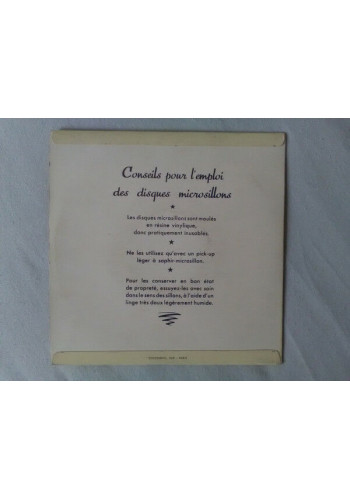 Conseils pour l'emploi
des disques microsillons
Les disques microsillons sont moulés
en résine vinylique,
donc pratiquement inusables.
Ne les utilisez qu'avec un pick-up
léger à saphir microsillon.
Pour les conserver en bon état
de propreté, essuyez-les avec soin
dans le sens des sillons, à l'aide d'un
linge très doux légèrement humide.